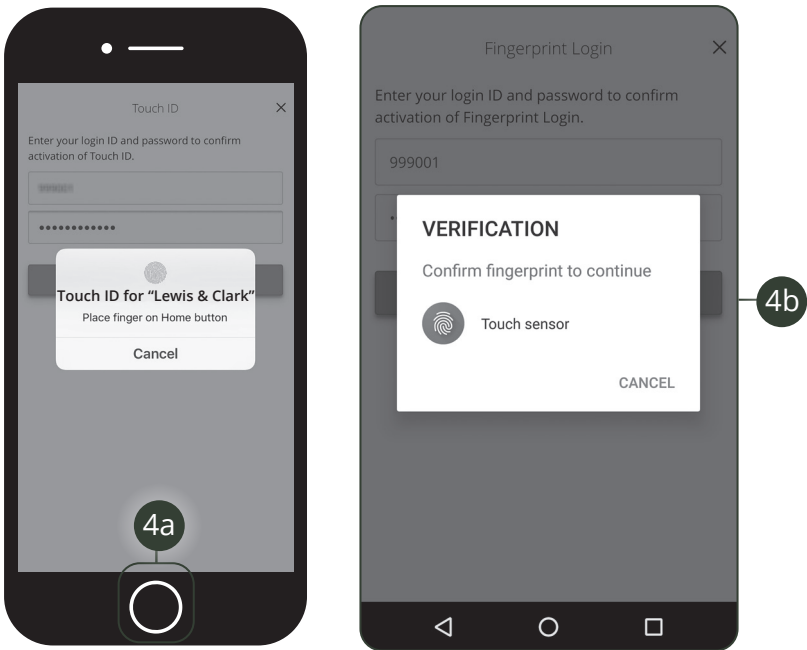 Touch ID
Enter your login ID and password to confirm
activation of Touch ID.
••••••••••••
Touch ID for “Lewis & Clark”
Place finger on Home button
Cancel
4a
Fingerprint Login
Enter your login ID and password to confirm
activation of Fingerprint Login.
999001
VERIFICATION
Confirm fingerprint to continue
Touch sensor
CANCEL
4b